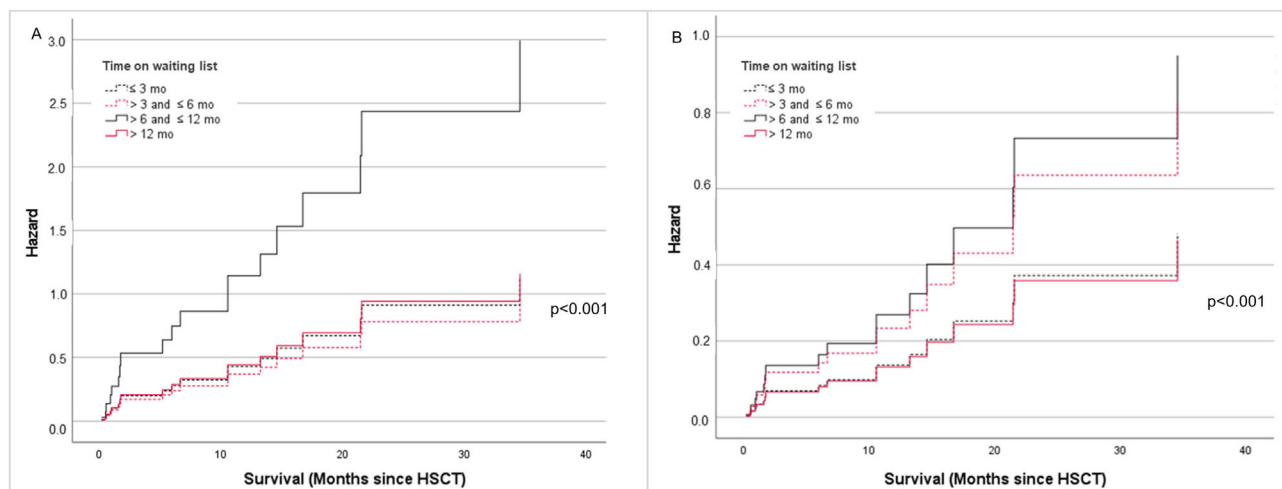 A
3.0
2.5
2.0
1.5
1.0
0.5
0.0
Hazard
Time on waiting list
≤ 3 mo
> 3 and ≤ 6 mo
> 6 and ≤ 12 mo
> 12 mo
p<0.001
0 10 20 30 40
Survival (Months since HSCT)
B
1.0
0.8
0.6
0.4
0.2
0.0
Hazard
Time on waiting list
≤ 3 mo
> 3 and ≤ 6 mo
> 6 and ≤ 12 mo
> 12 mo
p<0.001
0 10 20 30 40
Survival (Months since HSCT)